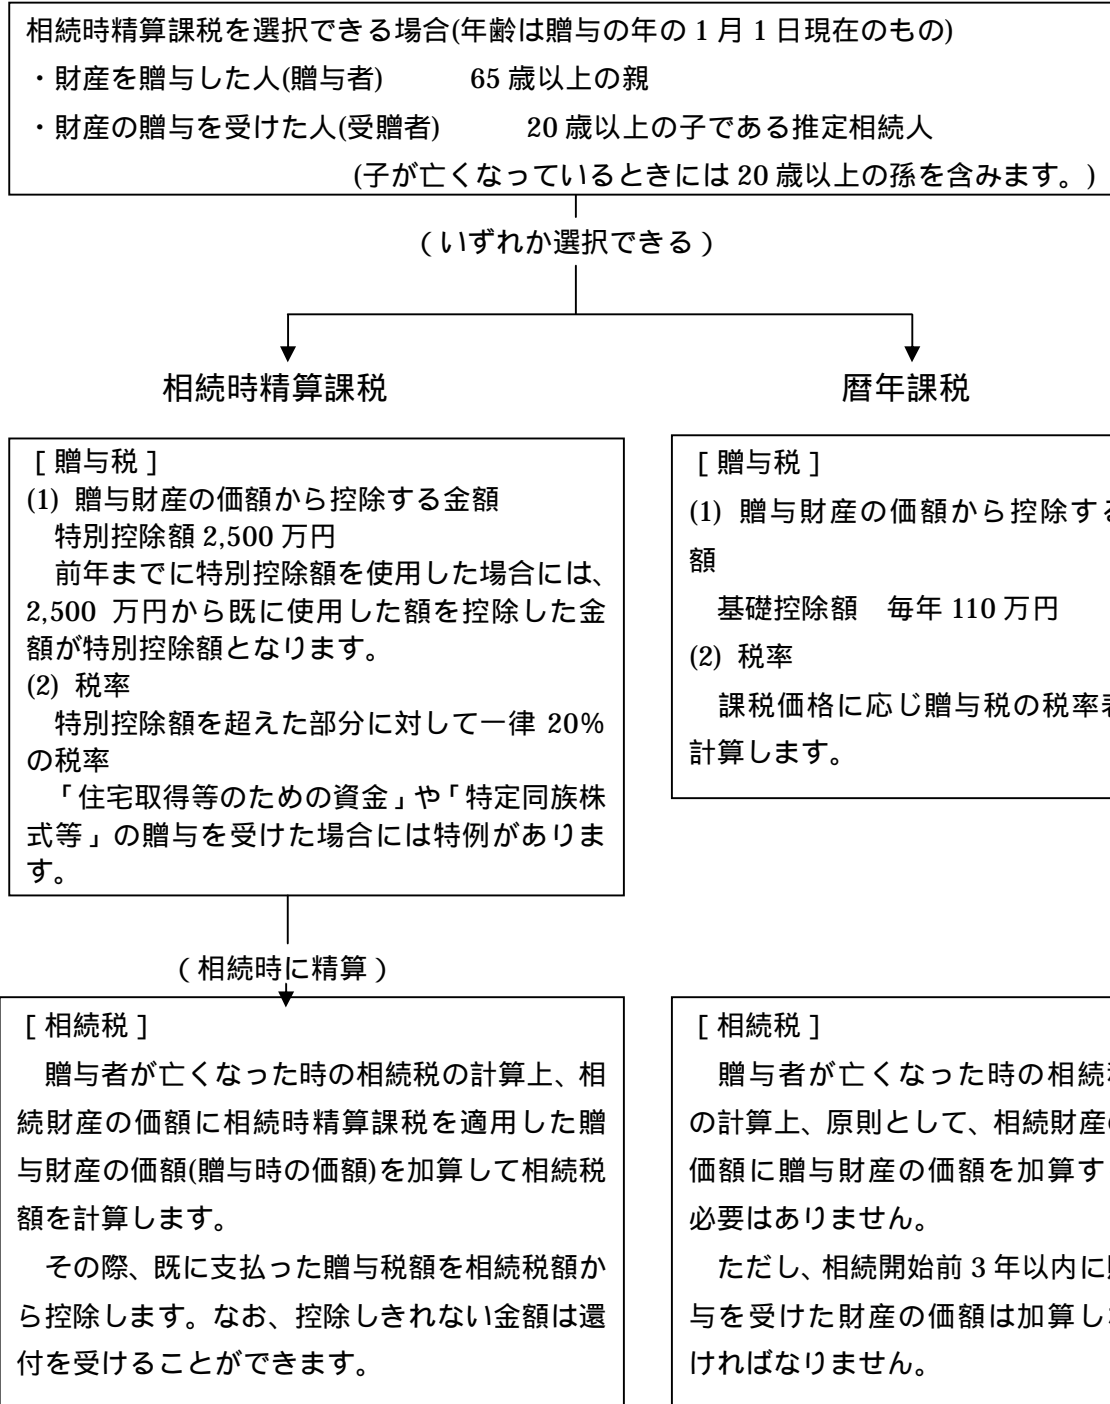 相続時精算課税を選択できる場合(年齢は贈与の年の 1 月 1 日現在のもの)
・財産を贈与した人(贈与者)　　　65 歳以上の親
・財産の贈与を受けた人(受贈者)　　　20 歳以上の子である推定相続人
(子が亡くなっているときには 20 歳以上の孫を含みます。)
（いずれか選択できる）
相続時精算課税
[ 贈与税 ]
(1) 贈与財産の価額から控除する金額
特別控除額 2,500 万円
前年までに特別控除額を使用した場合には、
2,500 万円から既に使用した額を控除した金
額が特別控除額となります。
(2) 税率
特別控除額を超えた部分に対して一律 20%
の税率
「住宅取得等のための資金」や「特定同族株
式等」の贈与を受けた場合には特例がありま
す。
（相続時に精算）
[ 相続税 ]
贈与者が亡くなった時の相続税の計算上、相
続財産の価額に相続時精算課税を適用した贈
与財産の価額(贈与時の価額)を加算して相続税
額を計算します。
その際、既に支払った贈与税額を相続税額か
ら控除します。なお、控除しきれない金額は還
付を受けることができます。
暦年課税
[ 贈与税 ]
(1) 贈与財産の価額から控除する
額
基礎控除額　毎年 110 万円
(2) 税率
課税価格に応じ贈与税の税率
計算します。
[ 相続税 ]
贈与者が亡くなった時の相続
の計算上、原則として、相続財産
価額に贈与財産の価額を加算す
必要はありません。
ただし、相続開始前 3 年以内に
与を受けた財産の価額は加算し
ければなりません。